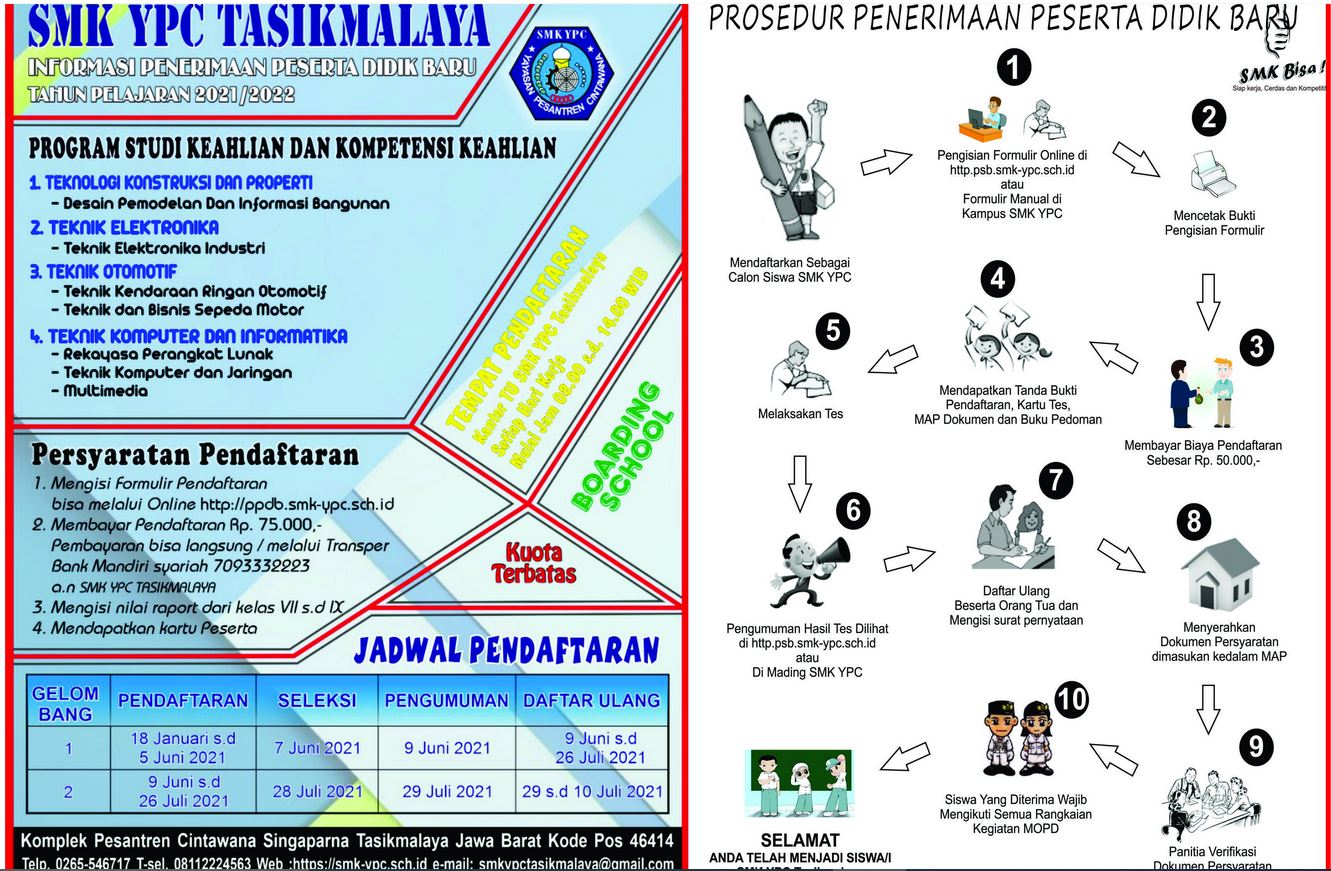 SMK YPC TASIKMALAYA
INFORMASI PENERIMAAN PESERTA DIDIK BARU
TAHUN PELAJARAN 2021/2022
SMK YPC
YAYASAN PESANTREN CINTAWANA
PROGRAM STUDI KEAHLIAN DAN KOMPETENSI KEAHLIAN
1. TEKNOLOGI KONSTRUKSI DAN PROPERTI
- Desain Pemodelan Dan Informasi Bangunan
2. TEKNIK ELEKTRONIKA
- Teknik Elektronika Industri
3. TEKNIK OTOMOTIF
- Teknik Kendaraan Ringan Otomotif
- Teknik dan Bisnis Sepeda Motor
4. TEKNIK KOMPUTER DAN INFORMATIKA
- Rekayasa Perangkat Lunak
- Teknik Komputer dan Jaringan
- Multimedia
TEMPAT PENDAFTARAN
Kantor TU SMK YPC Tasikmalaya
Setiap Hari Kerja
Mulai Jam 08.00 s.d. 14.00 WIB
BOARDING
SCHOOL
Kuota
Terbatas
Persyaratan Pendaftaran
1. Mengisi Formulir Pendaftaran
bisa melalui Online http://ppdb.smk-ypc.sch.id
2. Membayar Pendaftaran Rp. 75.000,-
Pembayaran bisa langsung / melalui Transper
Bank Mandiri syariah 7093332223
a.n SMK YPC TASIKMALAYA
3. Mengisi nilai raport dari kelas VII s.d IX
4. Mendapatkan kartu Peserta
JADWAL PENDAFTARAN
GELOM BANG PENDAFTARAN SELEKSI PENGUMUMAN DAFTAR ULANG
1 18 Januari s.d 5 Juni 2021 7 Juni 2021 9 Juni 2021 9 Juni s.d 26 Juli 2021
2 9 Juni s.d 26 Juli 2021 28 Juli 2021 29 Juli 2021 29 s.d 10 Juli 2021
Komplek Pesantren Cintawana Singaparna Tasikmalaya Jawa Barat Kode Pos 46414
Telp. 0265-546717 T-sel. 08112224563 Web :https://smk-ypc.sch.id e-mail: smkypctasikmalaya@gmail.com
PROSEDUR PENERIMAAN PESERTA DIDIK BARU
SMK Bisa !
Siap kerja, Cerdas dan Kompetitif
Mendaftarkan Sebagai
Calon Siswa SMK YPC
1
Pengisian Formulir Online di
http.psb.smk-ypc.sch.id
atau
Formulir Manual di
Kampus SMK YPC
2
Mencetak Bukti
Pengisian Formulir
3
Membayar Biaya Pendaftaran
Sebesar Rp. 50.000,-
4
Mendapatkan Tanda Bukti
Pendaftaran, Kartu Tes,
MAP Dokumen dan Buku Pedoman
5
Melaksakan Tes
6
Pengumuman Hasil Tes Dilihat
di http.psb.smk-ypc.sch.id
atau
Di Mading SMK YPC
7
Daftar Ulang
Beserta Orang Tua dan
Mengisi surat pernyataan
8
Menyerahkan
Dokumen Persyaratan
dimasukan kedalam MAP
9
Panitia Verifikasi
Dokumen Persyaratan
10
Siswa Yang Diterima Wajib
Mengikuti Semua Rangkaian
Kegiatan MOPD
SELAMAT
ANDA TELAH MENJADI SISWA/I